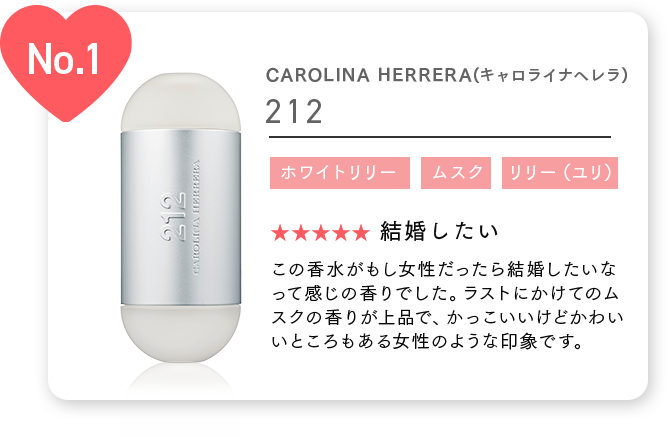 No.1
CAROLINA HERRERA(キャロライナヘレラ)
212
ホワイトリリー ムスク リリー（ユリ）
212
CAROLINA HERRERA
★★★★★ 結婚したい
この香水がもし女性だったら結婚したいな
って感じの香りでした。ラストにかけてのム
スクの香りが上品で、かっこいいけどかわい
いところもある女性のような印象です。